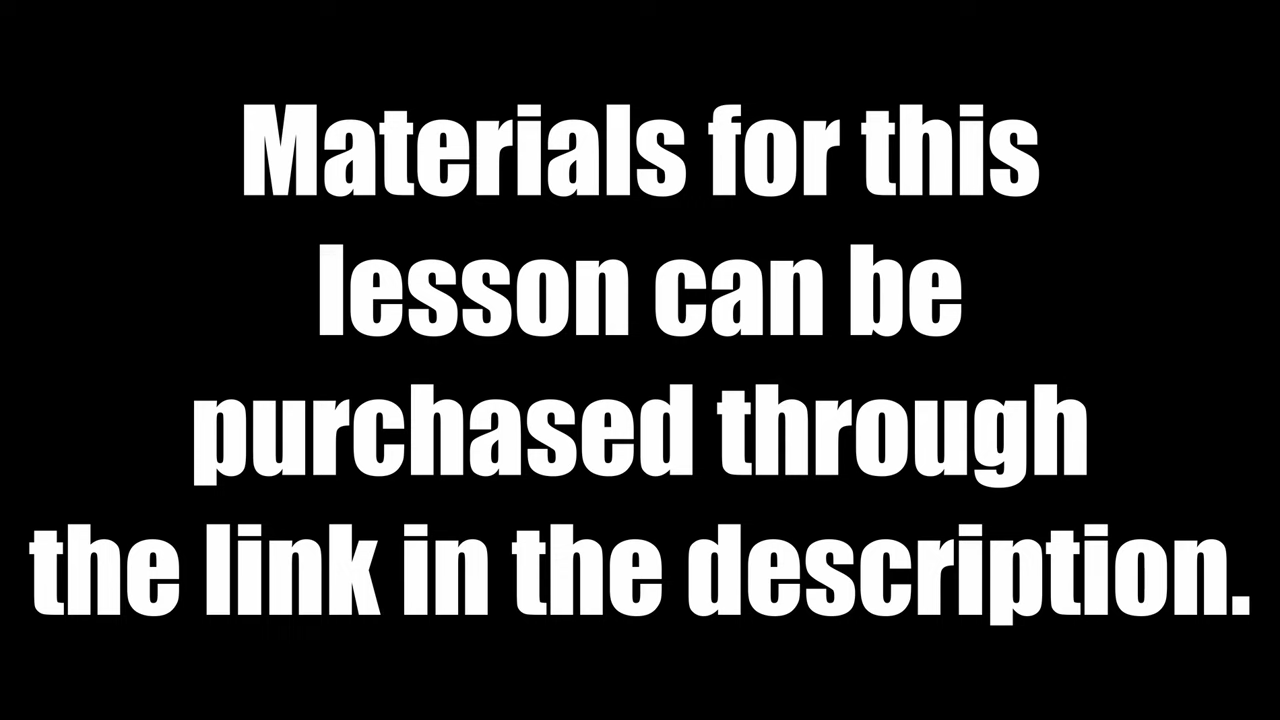 Materials for this
lesson can be
purchased through
the link in the description.